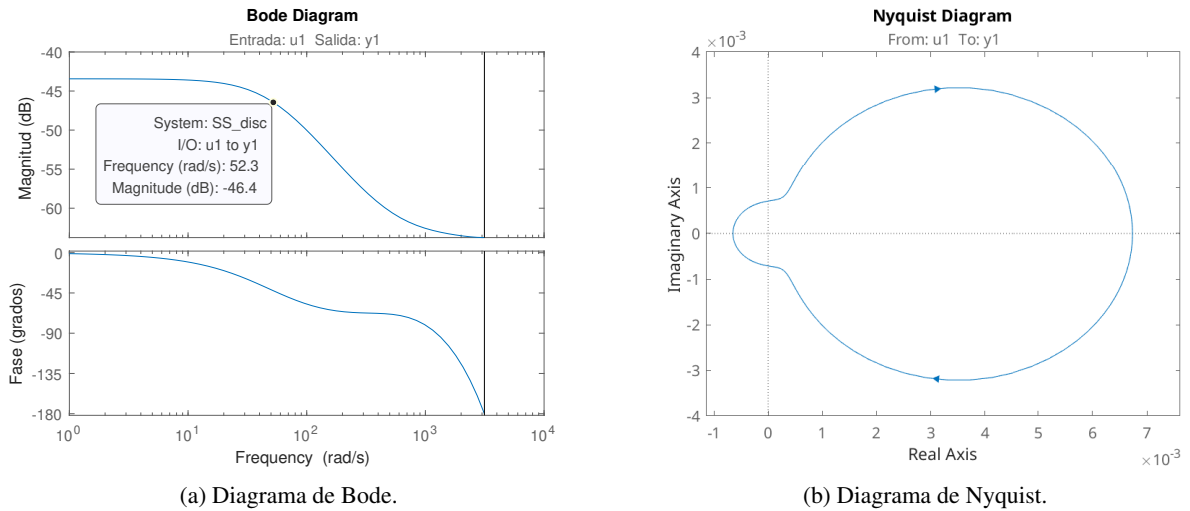 Bode Diagram
Entrada: u1  Salida: y1
Magnitud (dB)
-40
-45
-50
-55
-60
System: SS_disc
I/O: u1 to y1
Frequency (rad/s): 52.3
Magnitude (dB): -46.4
Fase (grados)
0
-45
-90
-135
-180
10^0 10^1 10^2 10^3 10^4
Frequency  (rad/s)
(a) Diagrama de Bode.
Nyquist Diagram
From: u1  To: y1
×10^-3
Imaginary Axis
4
3
2
1
0
-1
-2
-3
-4
-1 0 1 2 3 4 5 6 7
Real Axis
×10^-3
(b) Diagrama de Nyquist.